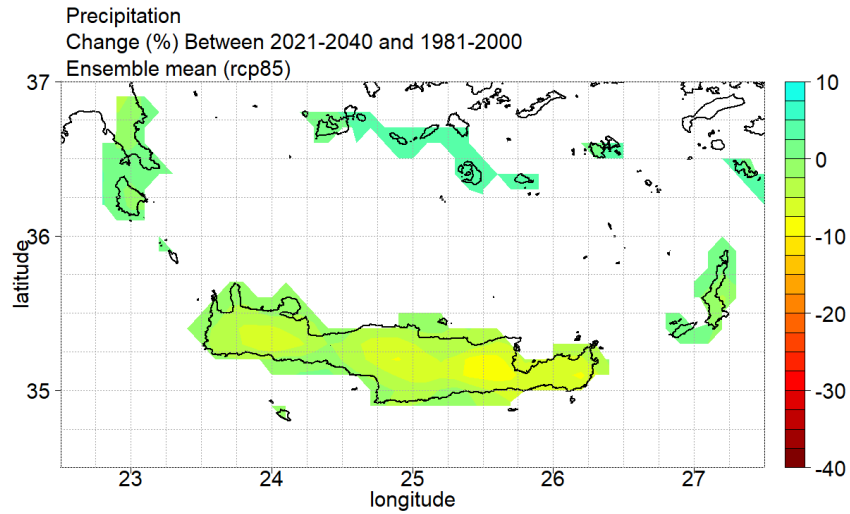 Precipitation
Change (%) Between 2021-2040 and 1981-2000
Ensemble mean (rcp85)
37
36
35
latitude
23
24
25
26
27
longitude
10
0
-10
-20
-30
-40